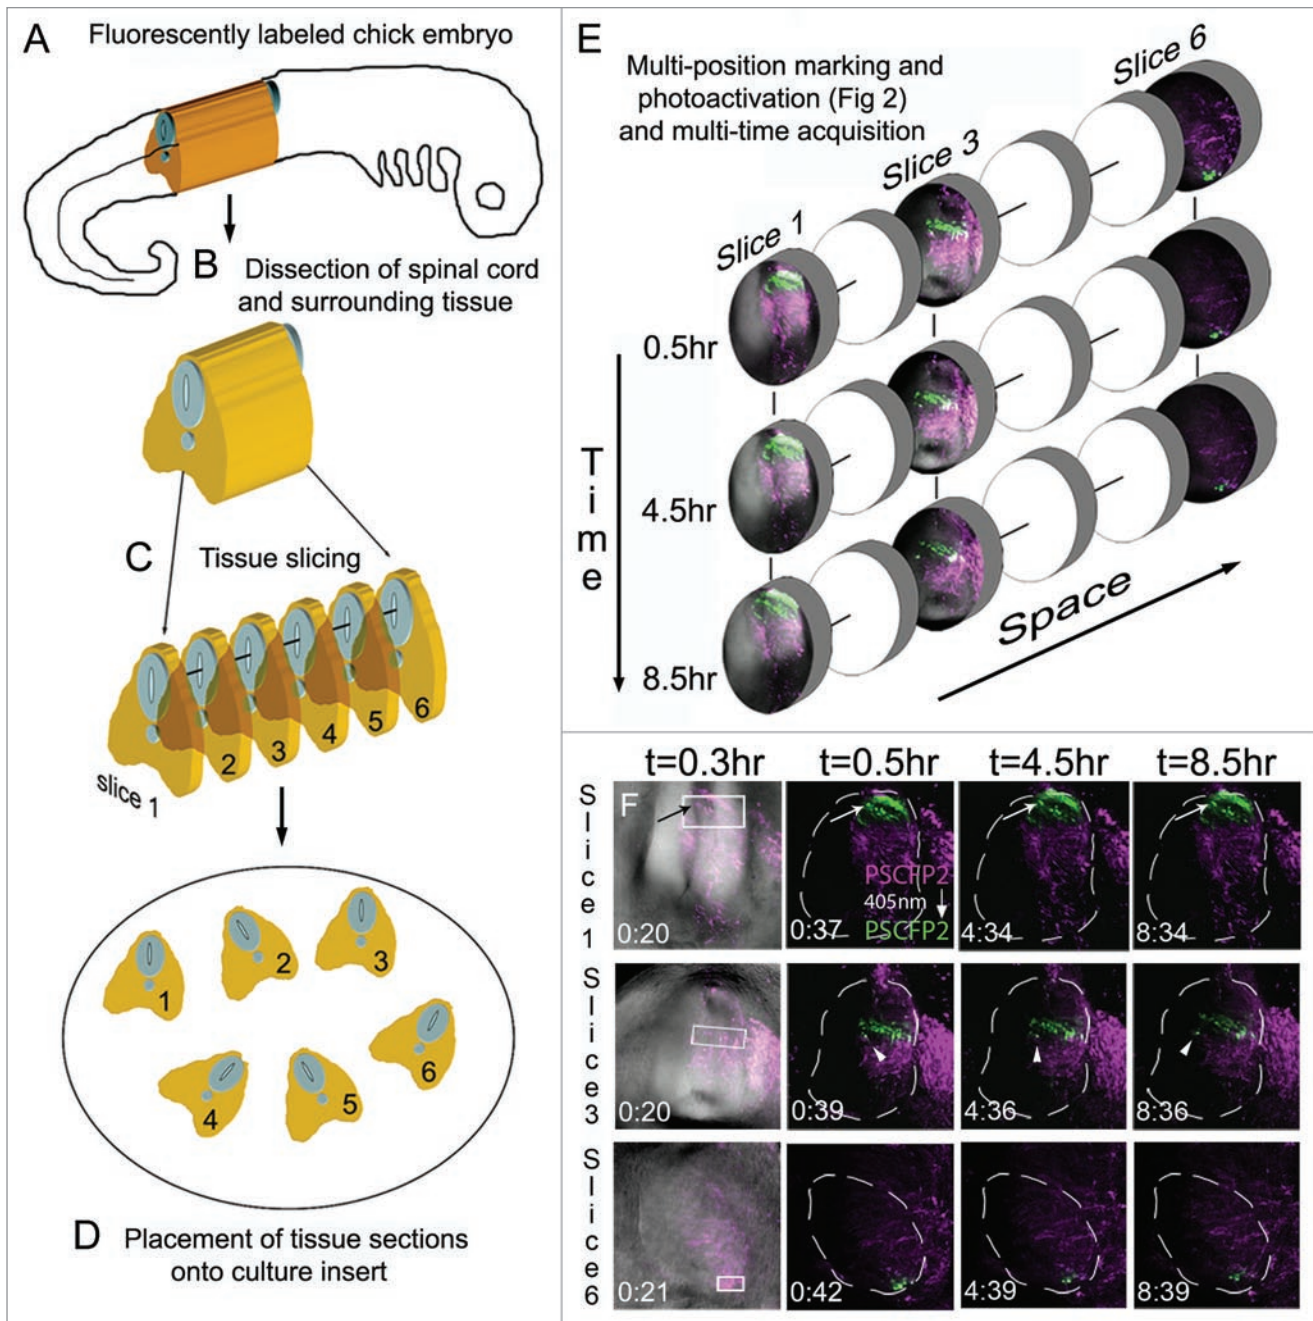 A Fluorescently labeled chick embryo
B Dissection of spinal cord
and surrounding tissue
C Tissue slicing
slice 1
2
3
4
5
6
1
2
3
4
5
6
D Placement of tissue sections
onto culture insert
E Multi-position marking and
photoactivation (Fig 2)
and multi-time acquisition
Slice 1
Slice 3
Slice 6
Time
0.5hr
4.5hr
8.5hr
Space
t=0.3hr t=0.5hr t=4.5hr t=8.5hr
F
Slice 1
PSCFP2
405nm
PSCFP2
0:20 0:37 4:34 8:34
Slice3
0:20 0:39 4:36 8:36
Slice6
0:21 0:42 4:39 8:39